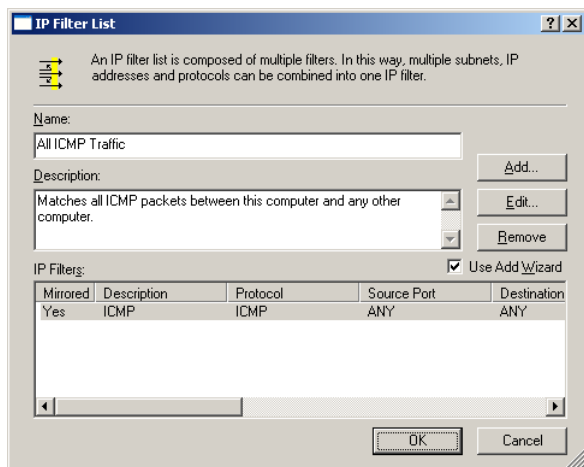 IP Filter List
An IP filter list is composed of multiple filters. In this way, multiple subnets, IP
addresses and protocols can be combined into one IP filter.
Name:
All ICMP Traffic
Add...
Description:
Matches all ICMP packets between this computer and any other
computer.
Edit...
Remove
IP Filters:
Use Add Wizard
Mirrored Description Protocol Source Port Destination
Yes ICMP ICMP ANY ANY
OK Cancel